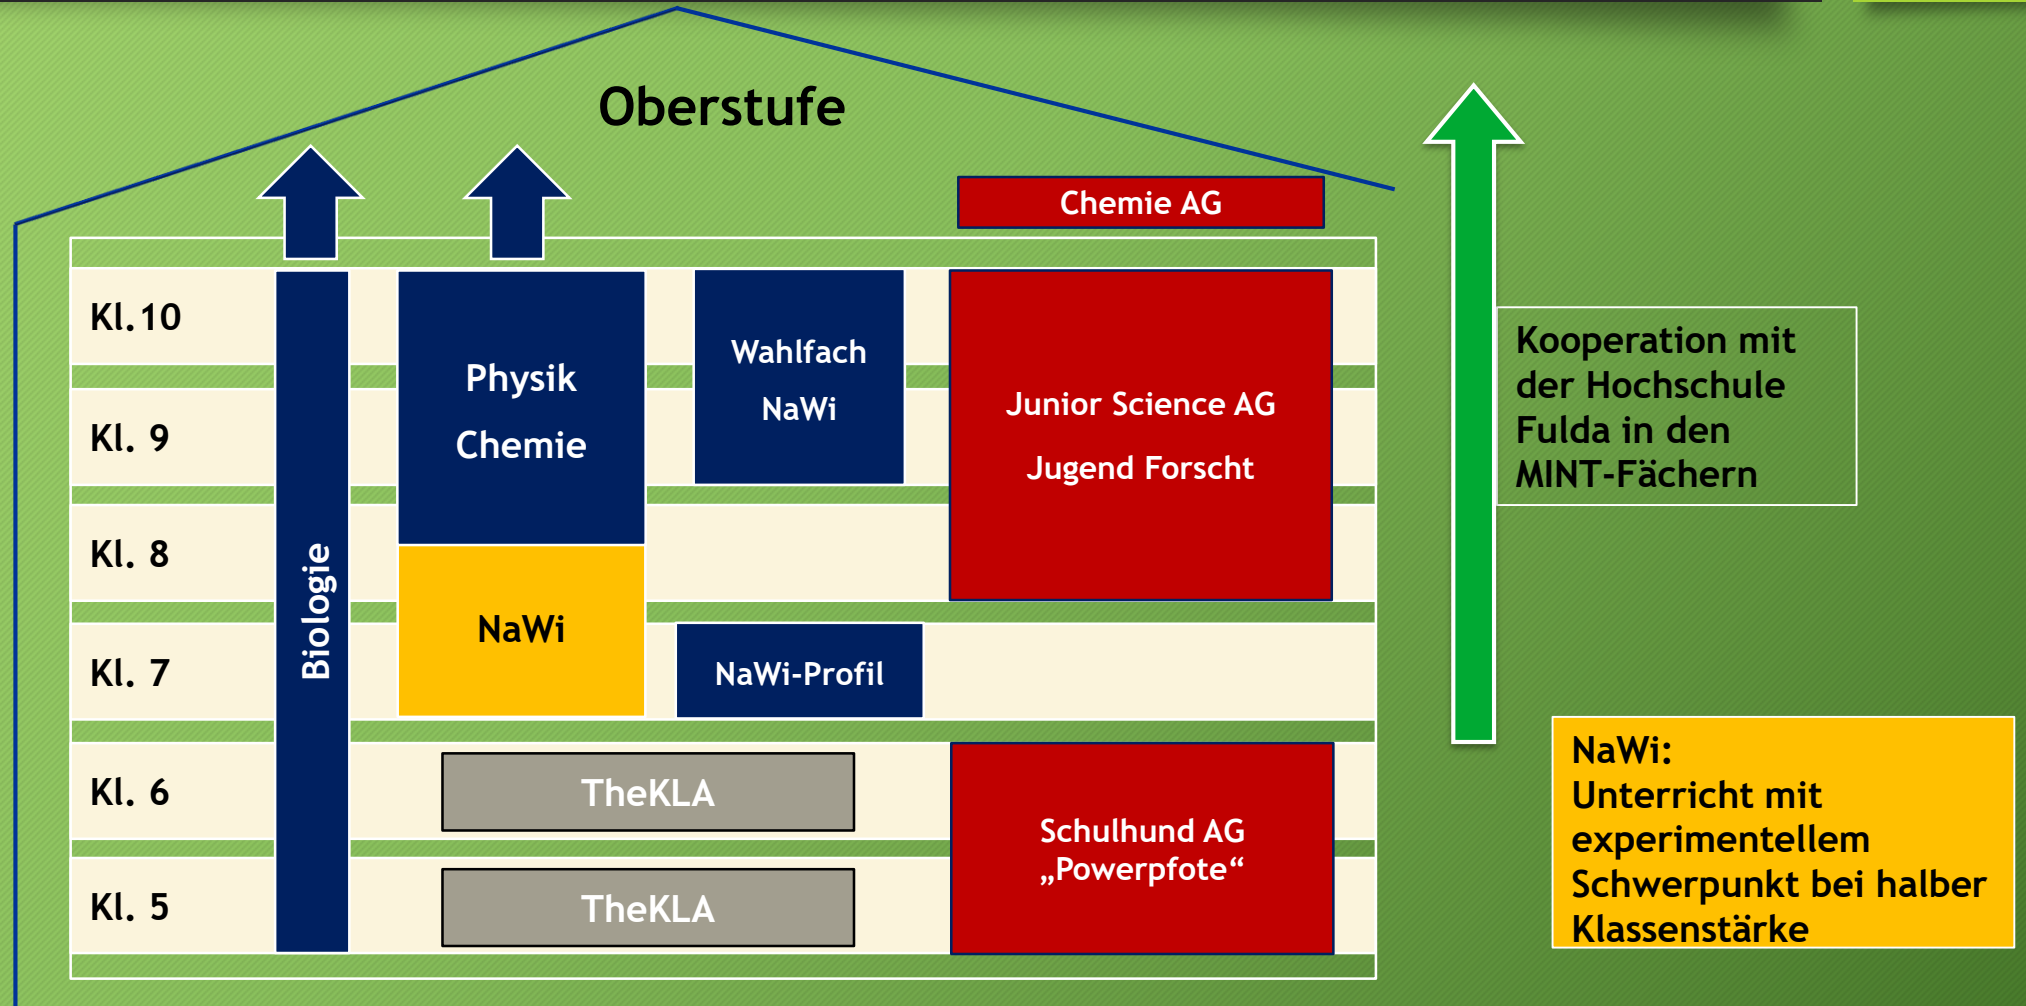 Oberstufe
Chemie AG
Kl.10
Kl. 9
Kl. 8
Kl. 7
Kl. 6
Kl. 5
Biologie
Physik
Chemie
NaWi
Wahlfach
NaWi
NaWi-Profil
TheKLA
TheKLA
Junior Science AG
Jugend Forscht
Schulhund AG
„Powerpfote“
Kooperation mit
der Hochschule
Fulda in den
MINT-Fächern
NaWi:
Unterricht mit
experimentellem
Schwerpunkt bei halber
Klassenstärke